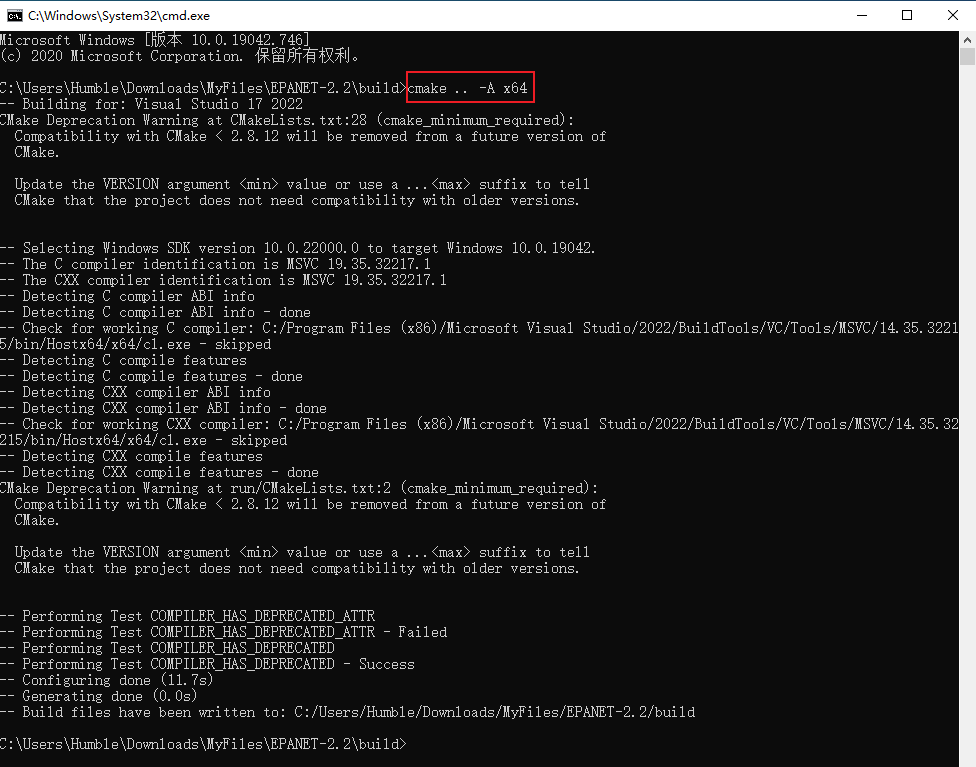 C:\Windows\System32\cmd.exe
Microsoft Windows [版本 10.0.19042.746]
(c) 2020 Microsoft Corporation. 保留所有权利。
C:\Users\Humble\Downloads\MyFiles\EPANET-2.2\build>cmake .. -A x64
-- Building for: Visual Studio 17 2022
CMake Deprecation Warning at CMakeLists.txt:28 (cmake_minimum_required):
Compatibility with CMake < 2.8.12 will be removed from a future version of
CMake.
Update the VERSION argument <min> value or use a ...<max> suffix to tell
CMake that the project does not need compatibility with older versions.
-- Selecting Windows SDK version 10.0.22000.0 to target Windows 10.0.19042.
-- The C compiler identification is MSVC 19.35.32217.1
-- The CXX compiler identification is MSVC 19.35.32217.1
-- Detecting C compiler ABI info
-- Detecting C compiler ABI info - done
-- Check for working C compiler: C:/Program Files (x86)/Microsoft Visual Studio/2022/BuildTools/VC/Tools/MSVC/14.35.3221
5/bin/Hostx64/x64/cl.exe - skipped
-- Detecting C compile features
-- Detecting C compile features - done
-- Detecting CXX compiler ABI info
-- Detecting CXX compiler ABI info - done
-- Check for working CXX compiler: C:/Program Files (x86)/Microsoft Visual Studio/2022/BuildTools/VC/Tools/MSVC/14.35.32
215/bin/Hostx64/x64/cl.exe - skipped
-- Detecting CXX compile features
-- Detecting CXX compile features - done
CMake Deprecation Warning at run/CMakeLists.txt:2 (cmake_minimum_required):
Compatibility with CMake < 2.8.12 will be removed from a future version of
CMake.
Update the VERSION argument <min> value or use a ...<max> suffix to tell
CMake that the project does not need compatibility with older versions.
-- Performing Test COMPILER_HAS_DEPRECATED_ATTR
-- Performing Test COMPILER_HAS_DEPRECATED_ATTR - Failed
-- Performing Test COMPILER_HAS_DEPRECATED
-- Performing Test COMPILER_HAS_DEPRECATED - Success
-- Configuring done (11.7s)
-- Generating done (0.0s)
-- Build files have been written to: C:/Users/Humble/Downloads/MyFiles/EPANET-2.2/build
C:\Users\Humble\Downloads\MyFiles\EPANET-2.2\build>